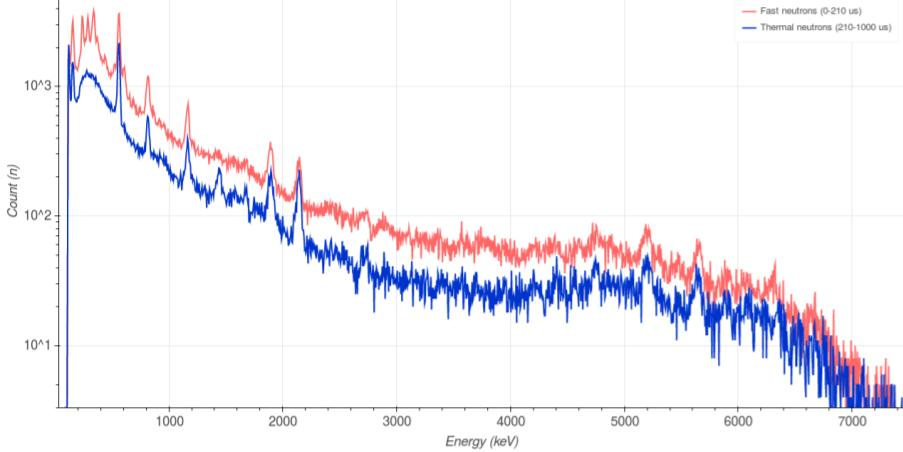 Fast neutrons (0-210 us)
Thermal neutrons (210-1000 us)
10^3
10^2
10^1
Count (n)
1000 2000 3000 4000 5000 6000 7000
Energy (keV)